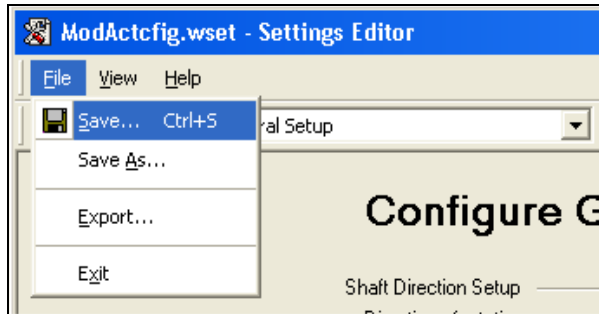 ModActcfig.wset - Settings Editor
File View Help
Save... Ctrl+S
ral Setup
Save As...
Configure G
Export...
Exit
Shaft Direction Setup